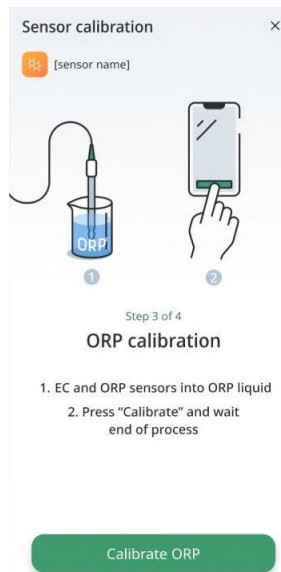 Sensor calibration ×
[sensor name]
ORP
1 2
Step 3 of 4
ORP calibration
1. EC and ORP sensors into ORP liquid
2. Press “Calibrate” and wait
end of process
Calibrate ORP